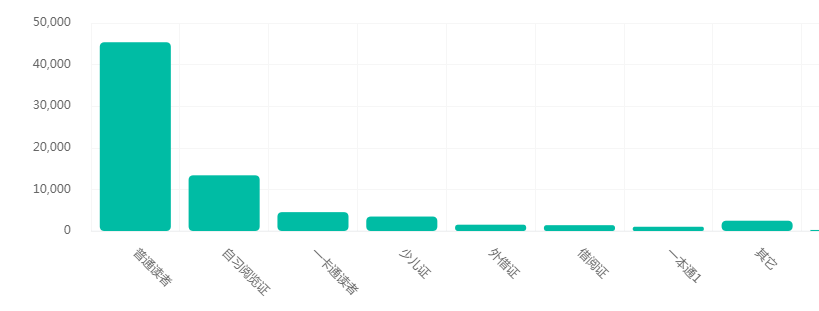 50,000
40,000
30,000
20,000
10,000
0
普通读者
自习阅览证
一卡通读者
少儿证
外借证
借阅证
一本通1
其它